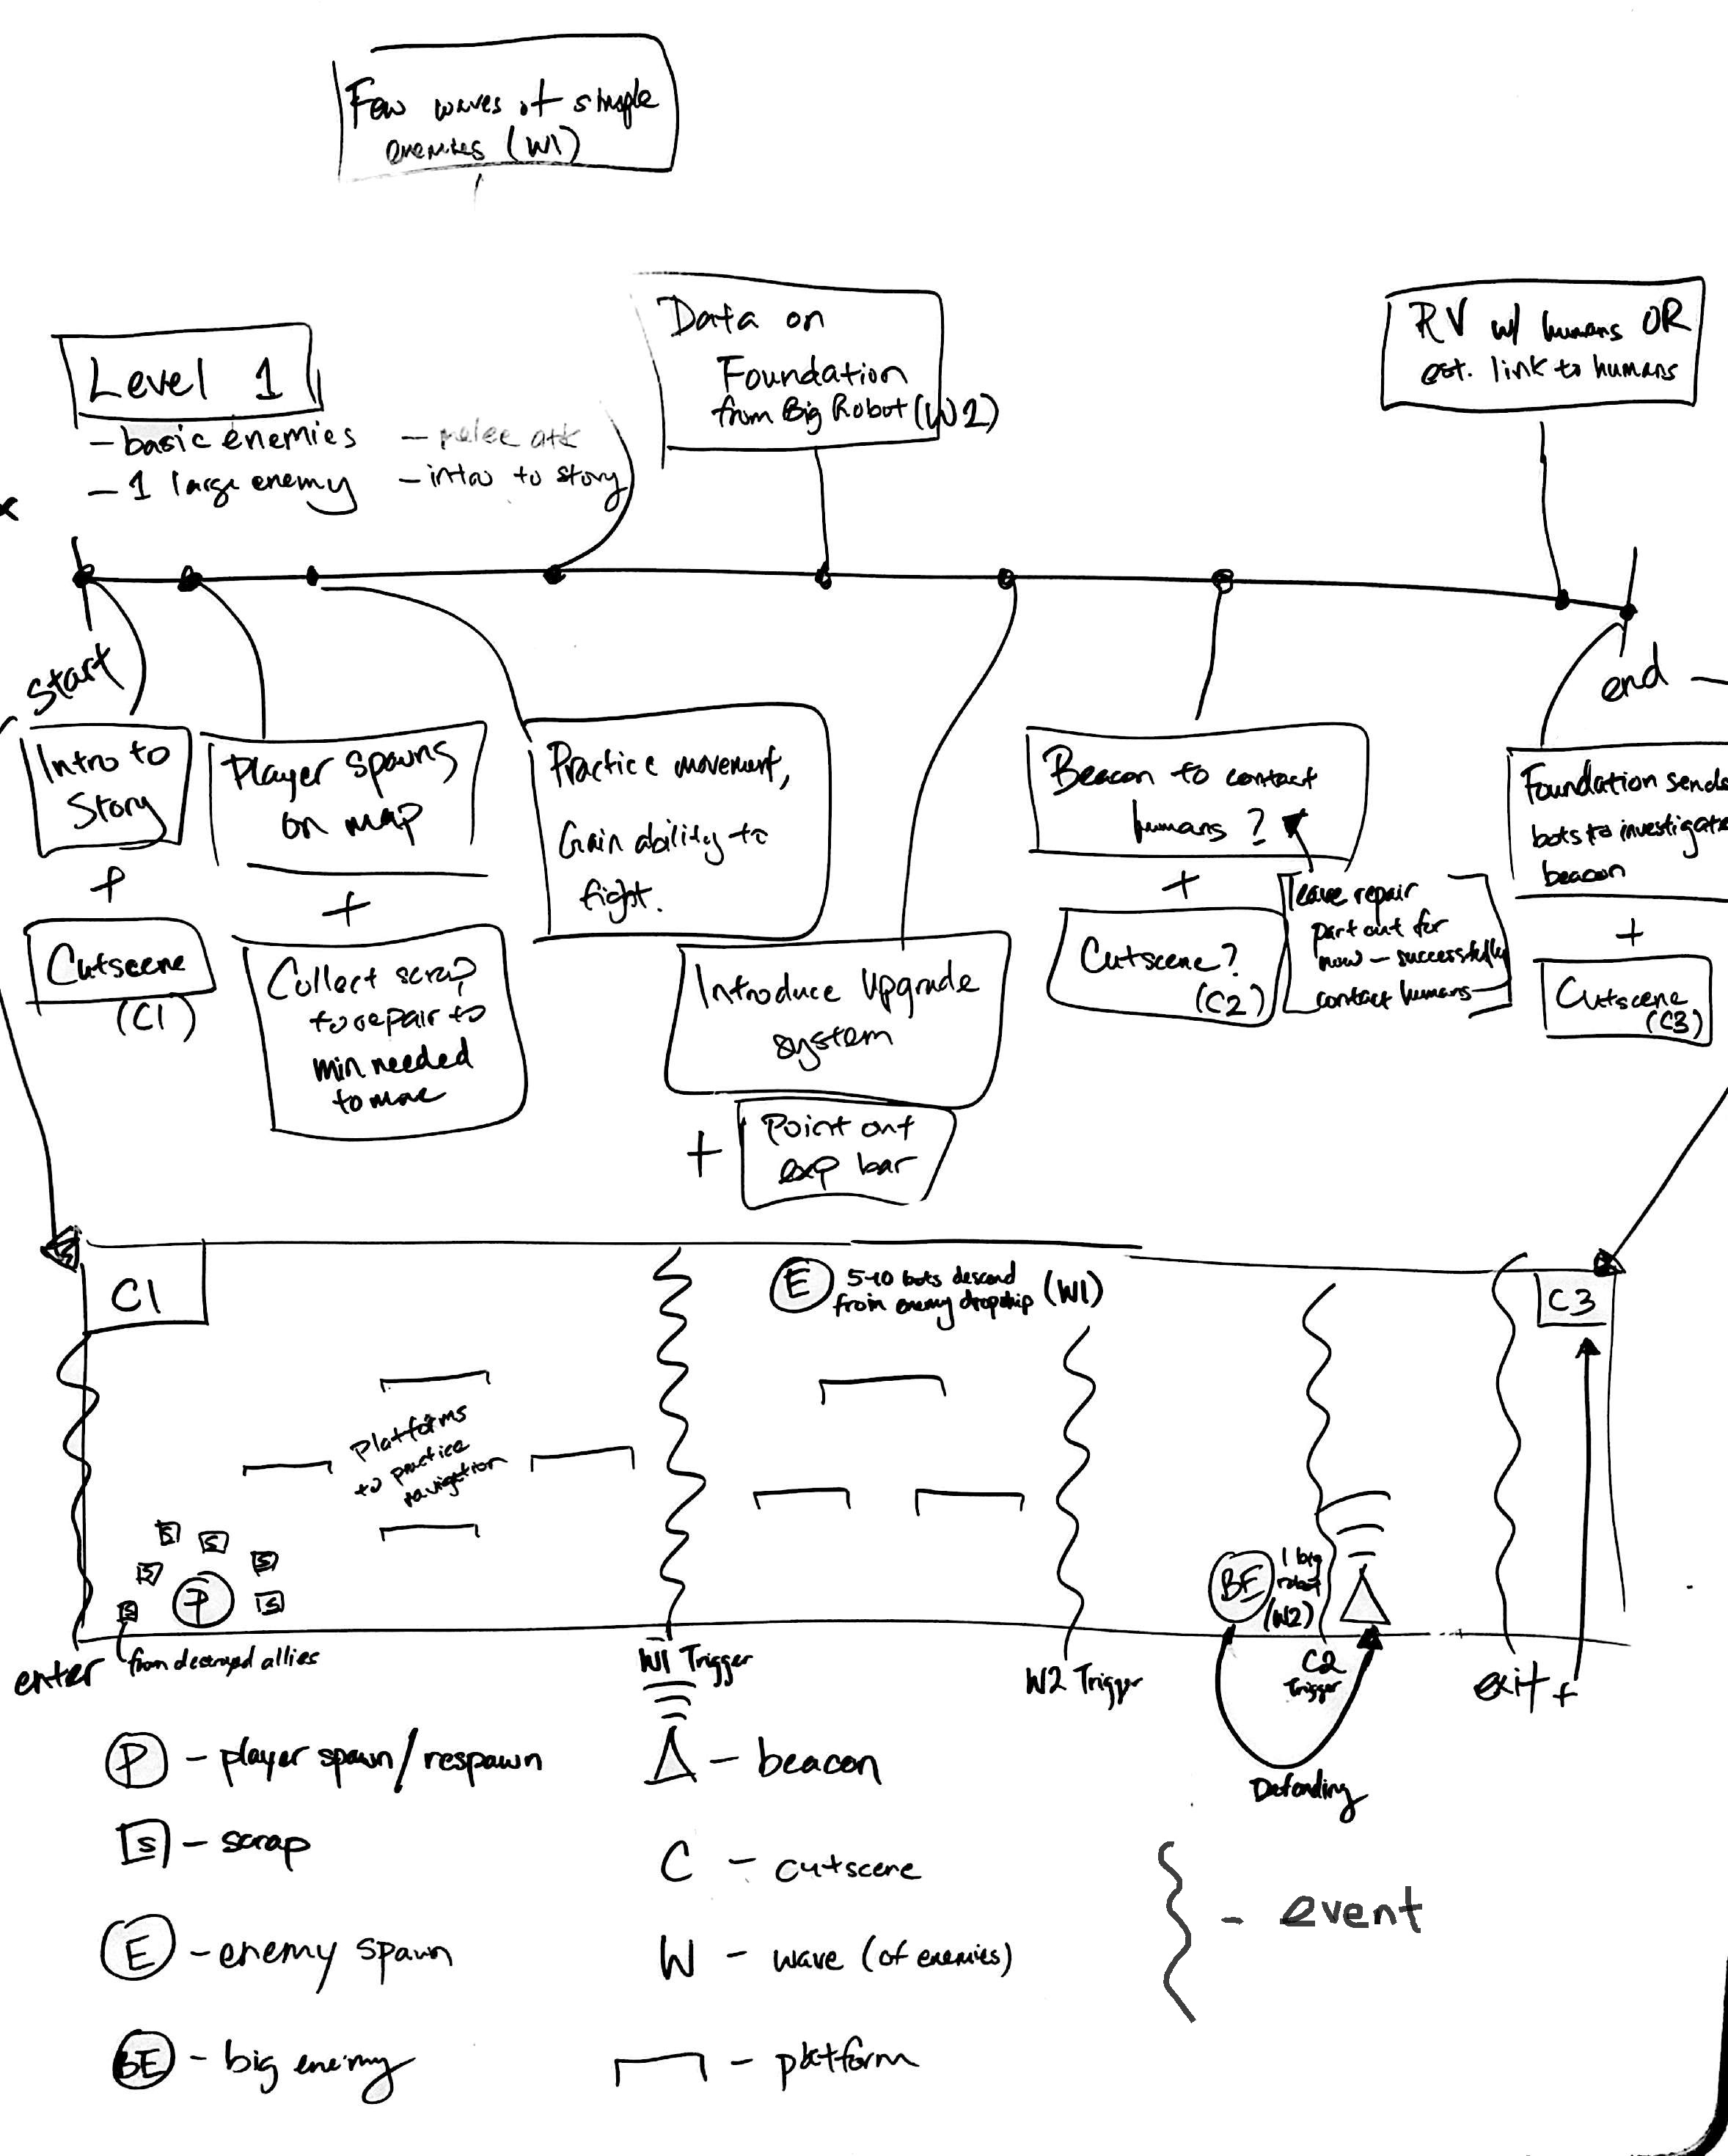 Few waves of simple
enemies (W1)
Level 1
- basic enemies
- 1 large enemy
- melee atk
- intro to story
Data on
Foundation
from Big Robot (W2)
RV w/ humans OR
est. link to humans
start
end
Intro to
Story
+
Cutscene
(C1)
Player spawns
on map
+
Collect scrap
to repair to
min needed
to move
Practice movement,
Gain ability to
fight.
Introduce Upgrade
system
+
Point out
exp bar
Beacon to contact
humans ?
+
Cutscene?
(C2)
leave repair
part out for
now - successfully
contact humans
Foundation sends
bots to investigate
beacon
+
Cutscene
(C3)
C1
E
5-10 bots descend
from enemy dropship (W1)
C3
Platforms
to practice
navigation
S
S
S
S
S
S
P
BE
1 big
robot
(W2)
enter
from destroyed allies
W1 Trigger
W2 Trigger
C2
Trigger
exit +
Defending
P - player spawn/respawn
S - scrap
E - enemy spawn
BE - big enemy
- beacon
C - cutscene
W - wave (of enemies)
- platform
- event